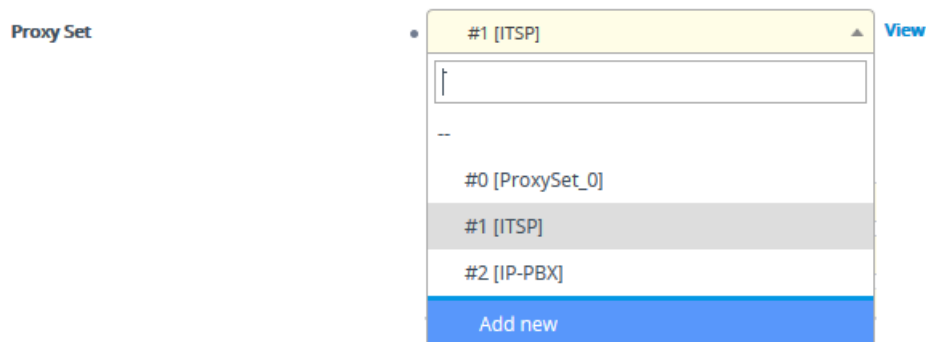 Proxy Set #1 [ITSP] View
--
#0 [ProxySet_0]
#1 [ITSP]
#2 [IP-PBX]
Add new